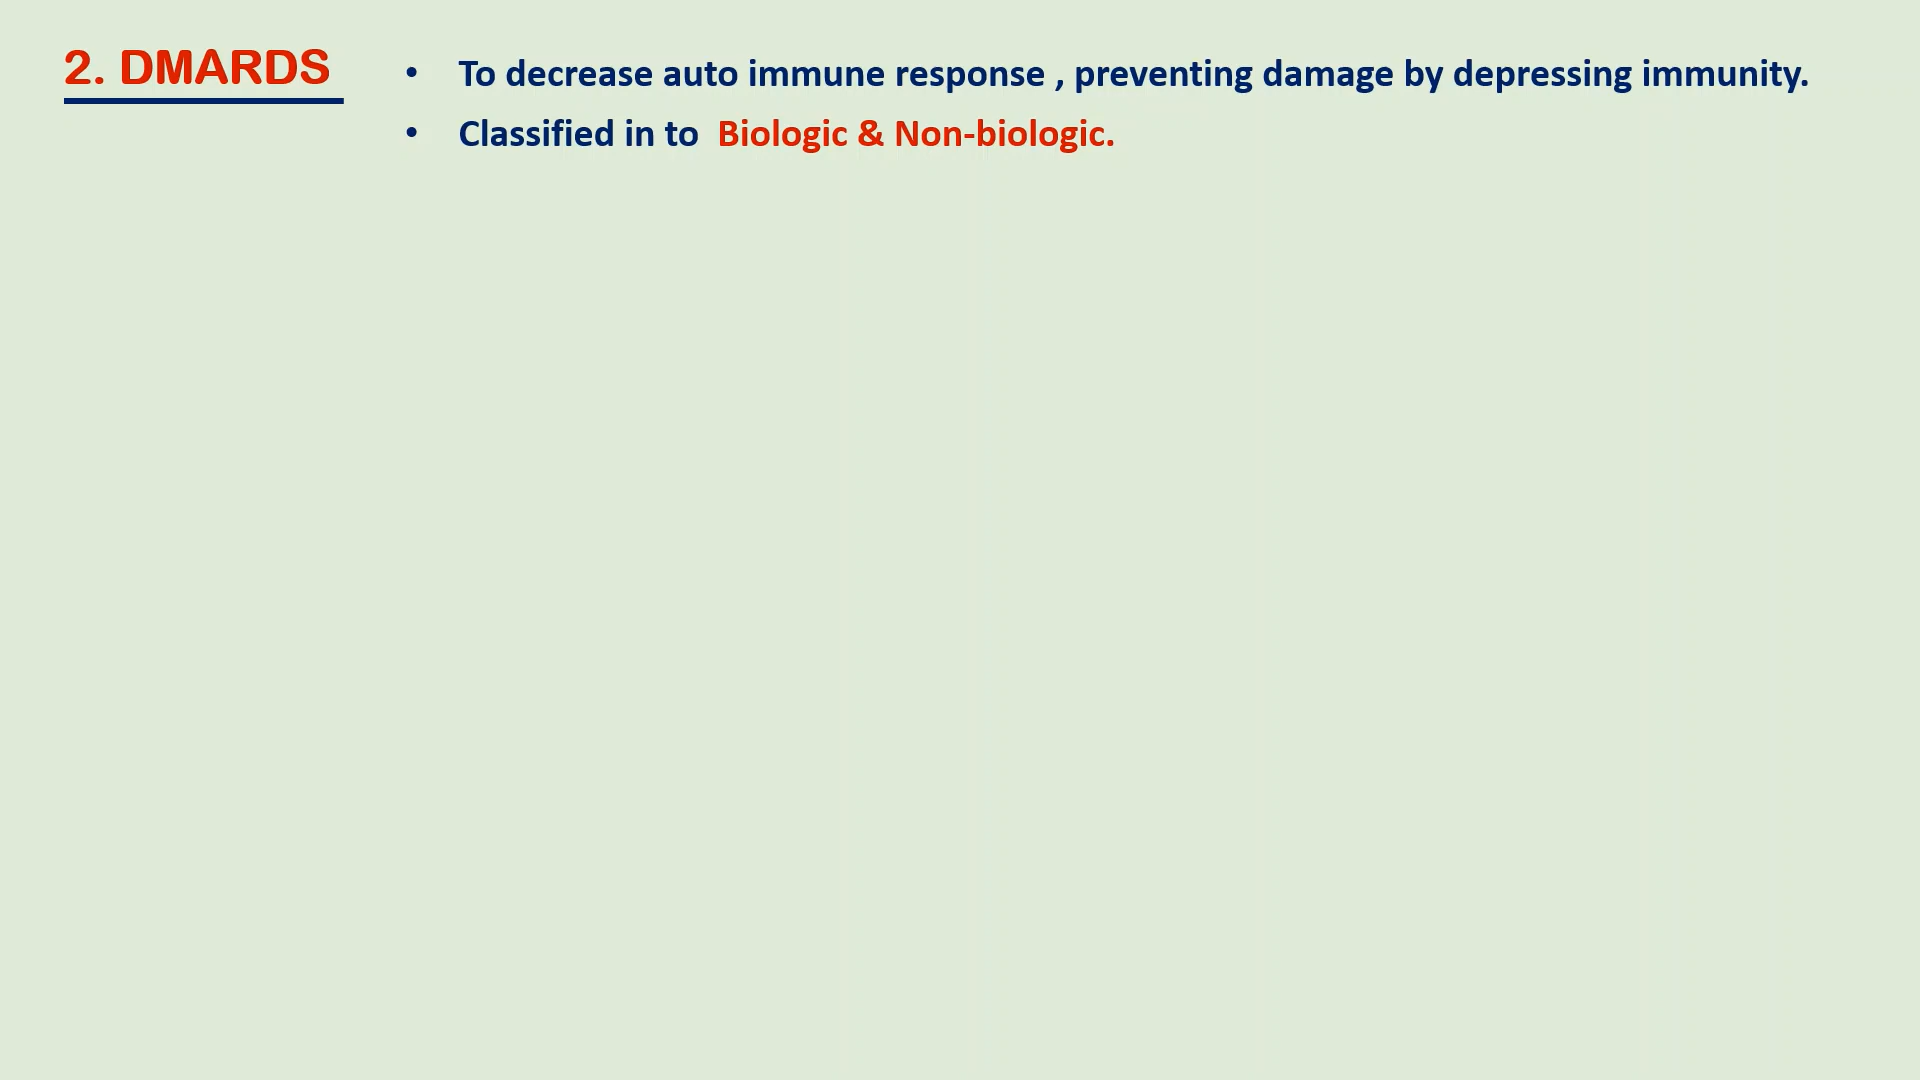 2. DMARDS
• To decrease auto immune response , preventing damage by depressing immunity.
• Classified in to Biologic & Non-biologic.